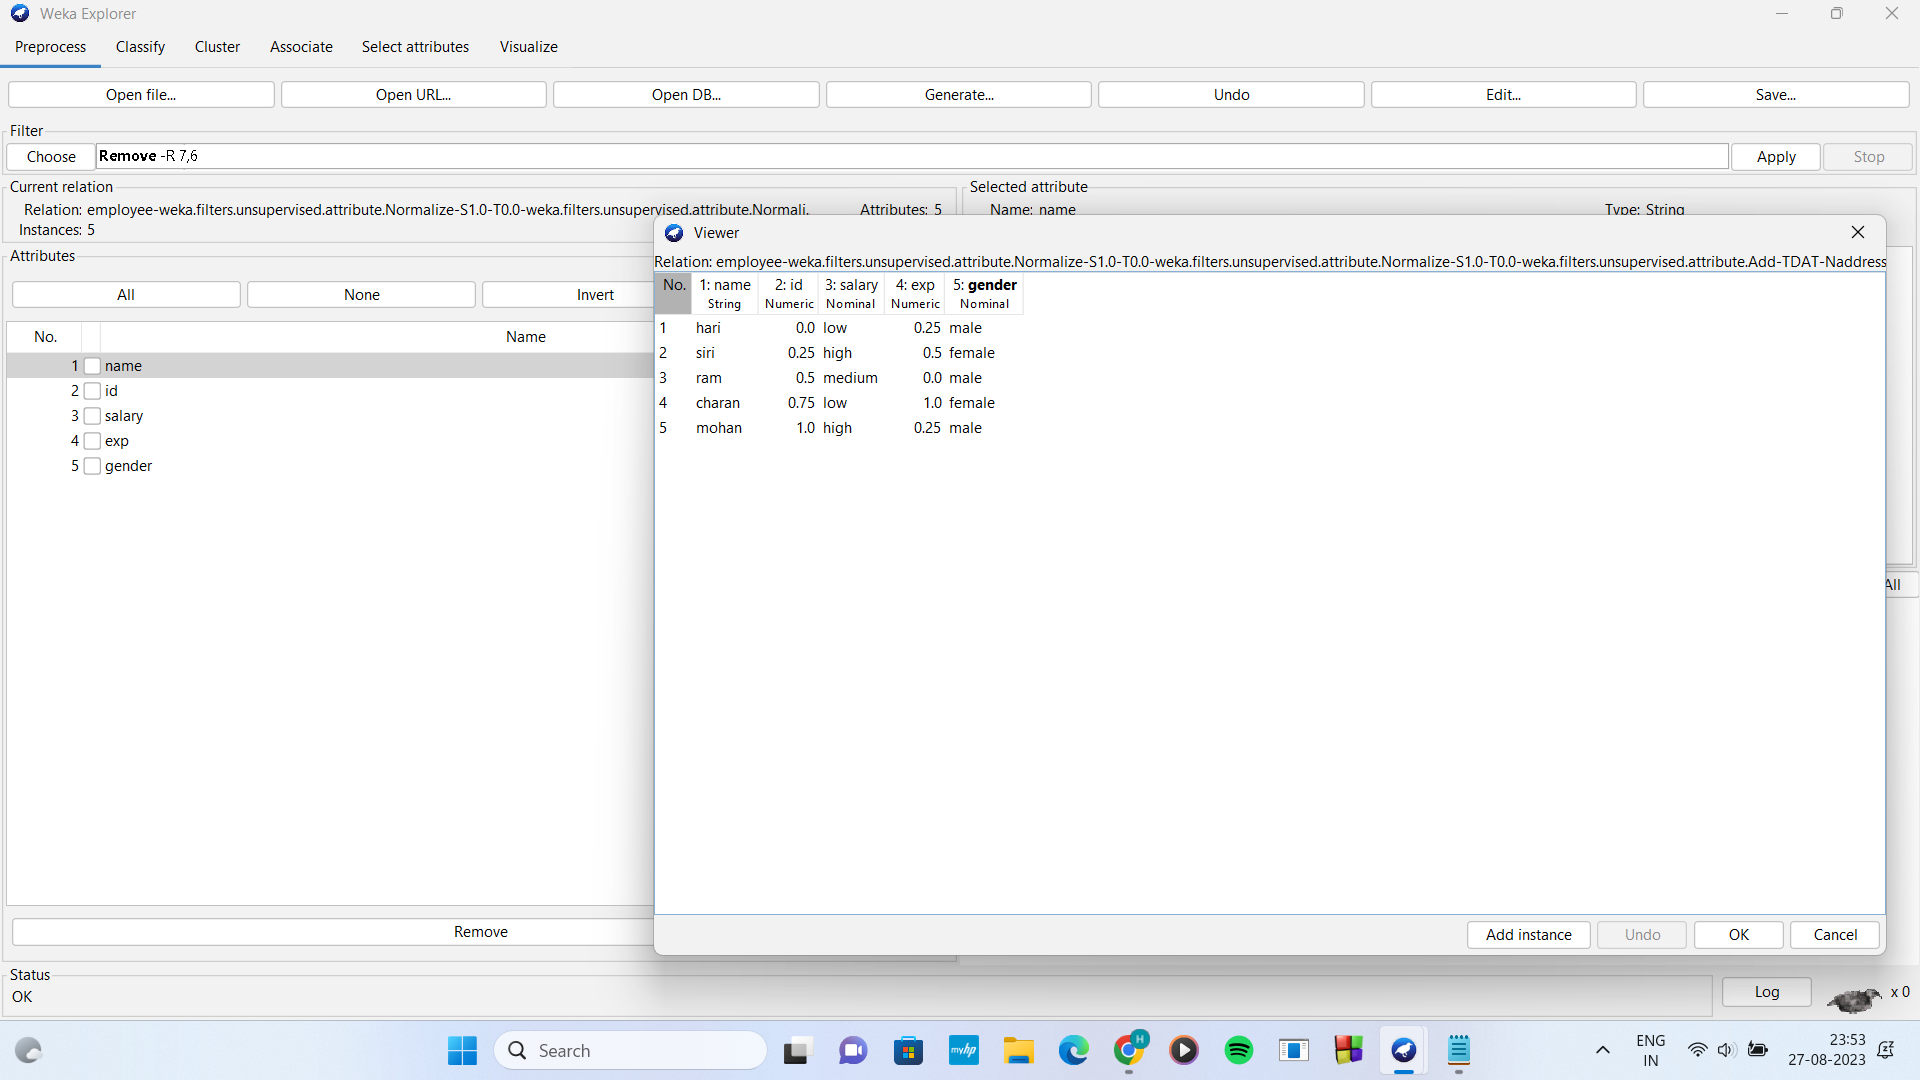 Weka Explorer
Preprocess Classify Cluster Associate Select attributes Visualize
Open file... Open URL... Open DB... Generate... Undo Edit... Save...
Filter
Choose Remove -R 7,6 Apply Stop
Current relation
Relation: employee-weka.filters.unsupervised.attribute.Normalize-S1.0-T0.0-weka.filters.unsupervised.attribute.Normali. Attributes: 5
Instances: 5
Selected attribute
Name: name Type: String
Attributes
All None Invert
No. Name
1 name
2 id
3 salary
4 exp
5 gender
Remove
Viewer
Relation: employee-weka.filters.unsupervised.attribute.Normalize-S1.0-T0.0-weka.filters.unsupervised.attribute.Normalize-S1.0-T0.0-weka.filters.unsupervised.attribute.Add-TDAT-Naddress
No. 1: name 2: id 3: salary 4: exp 5: gender
String Numeric Nominal Numeric Nominal
1 hari 0.0 low 0.25 male
2 siri 0.25 high 0.5 female
3 ram 0.5 medium 0.0 male
4 charan 0.75 low 1.0 female
5 mohan 1.0 high 0.25 male
All
Add instance Undo OK Cancel
Status
OK
Log x 0
Search
myhp
H
ENG
IN
23:53
27-08-2023